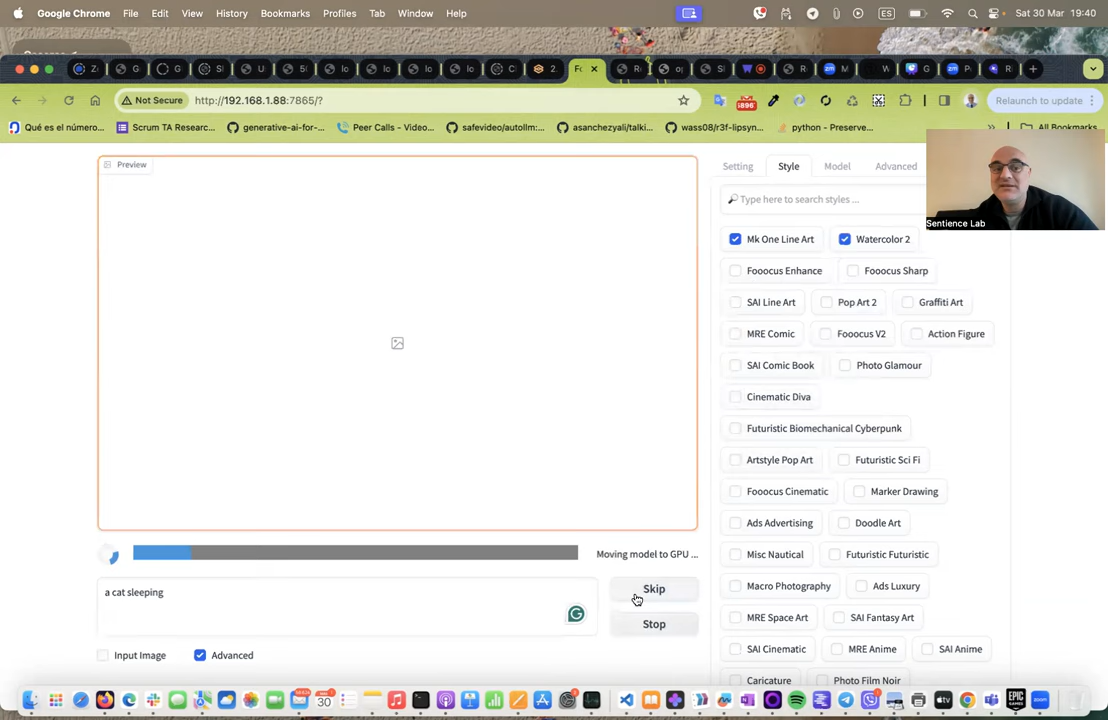 Google Chrome File Edit View History Bookmarks Profiles Tab Window Help ES Sat 30 Mar 19:40
Not Secure http://192.168.1.88:7865/? Relaunch to update
Qué es el número... Scrum TA Researc... generative-ai-for-... Peer Calls - Video... safevideo/autollm:... asanchezyali/talki... wass08/r3f-lipsyn... python - Preserve... » All Bookmarks
Preview
Setting Style Model Advanced
Type here to search styles ...
Sentience Lab
Mk One Line Art Watercolor 2
Fooocus Enhance Fooocus Sharp
SAI Line Art Pop Art 2 Graffiti Art
MRE Comic Fooocus V2 Action Figure
SAI Comic Book Photo Glamour
Cinematic Diva
Futuristic Biomechanical Cyberpunk
Artstyle Pop Art Futuristic Sci Fi
Fooocus Cinematic Marker Drawing
Ads Advertising Doodle Art
Moving model to GPU ...
Misc Nautical Futuristic Futuristic
a cat sleeping
Skip
Macro Photography Ads Luxury
Stop
MRE Space Art SAI Fantasy Art
Input Image Advanced
SAI Cinematic MRE Anime SAI Anime
Caricature Photo Film Noir